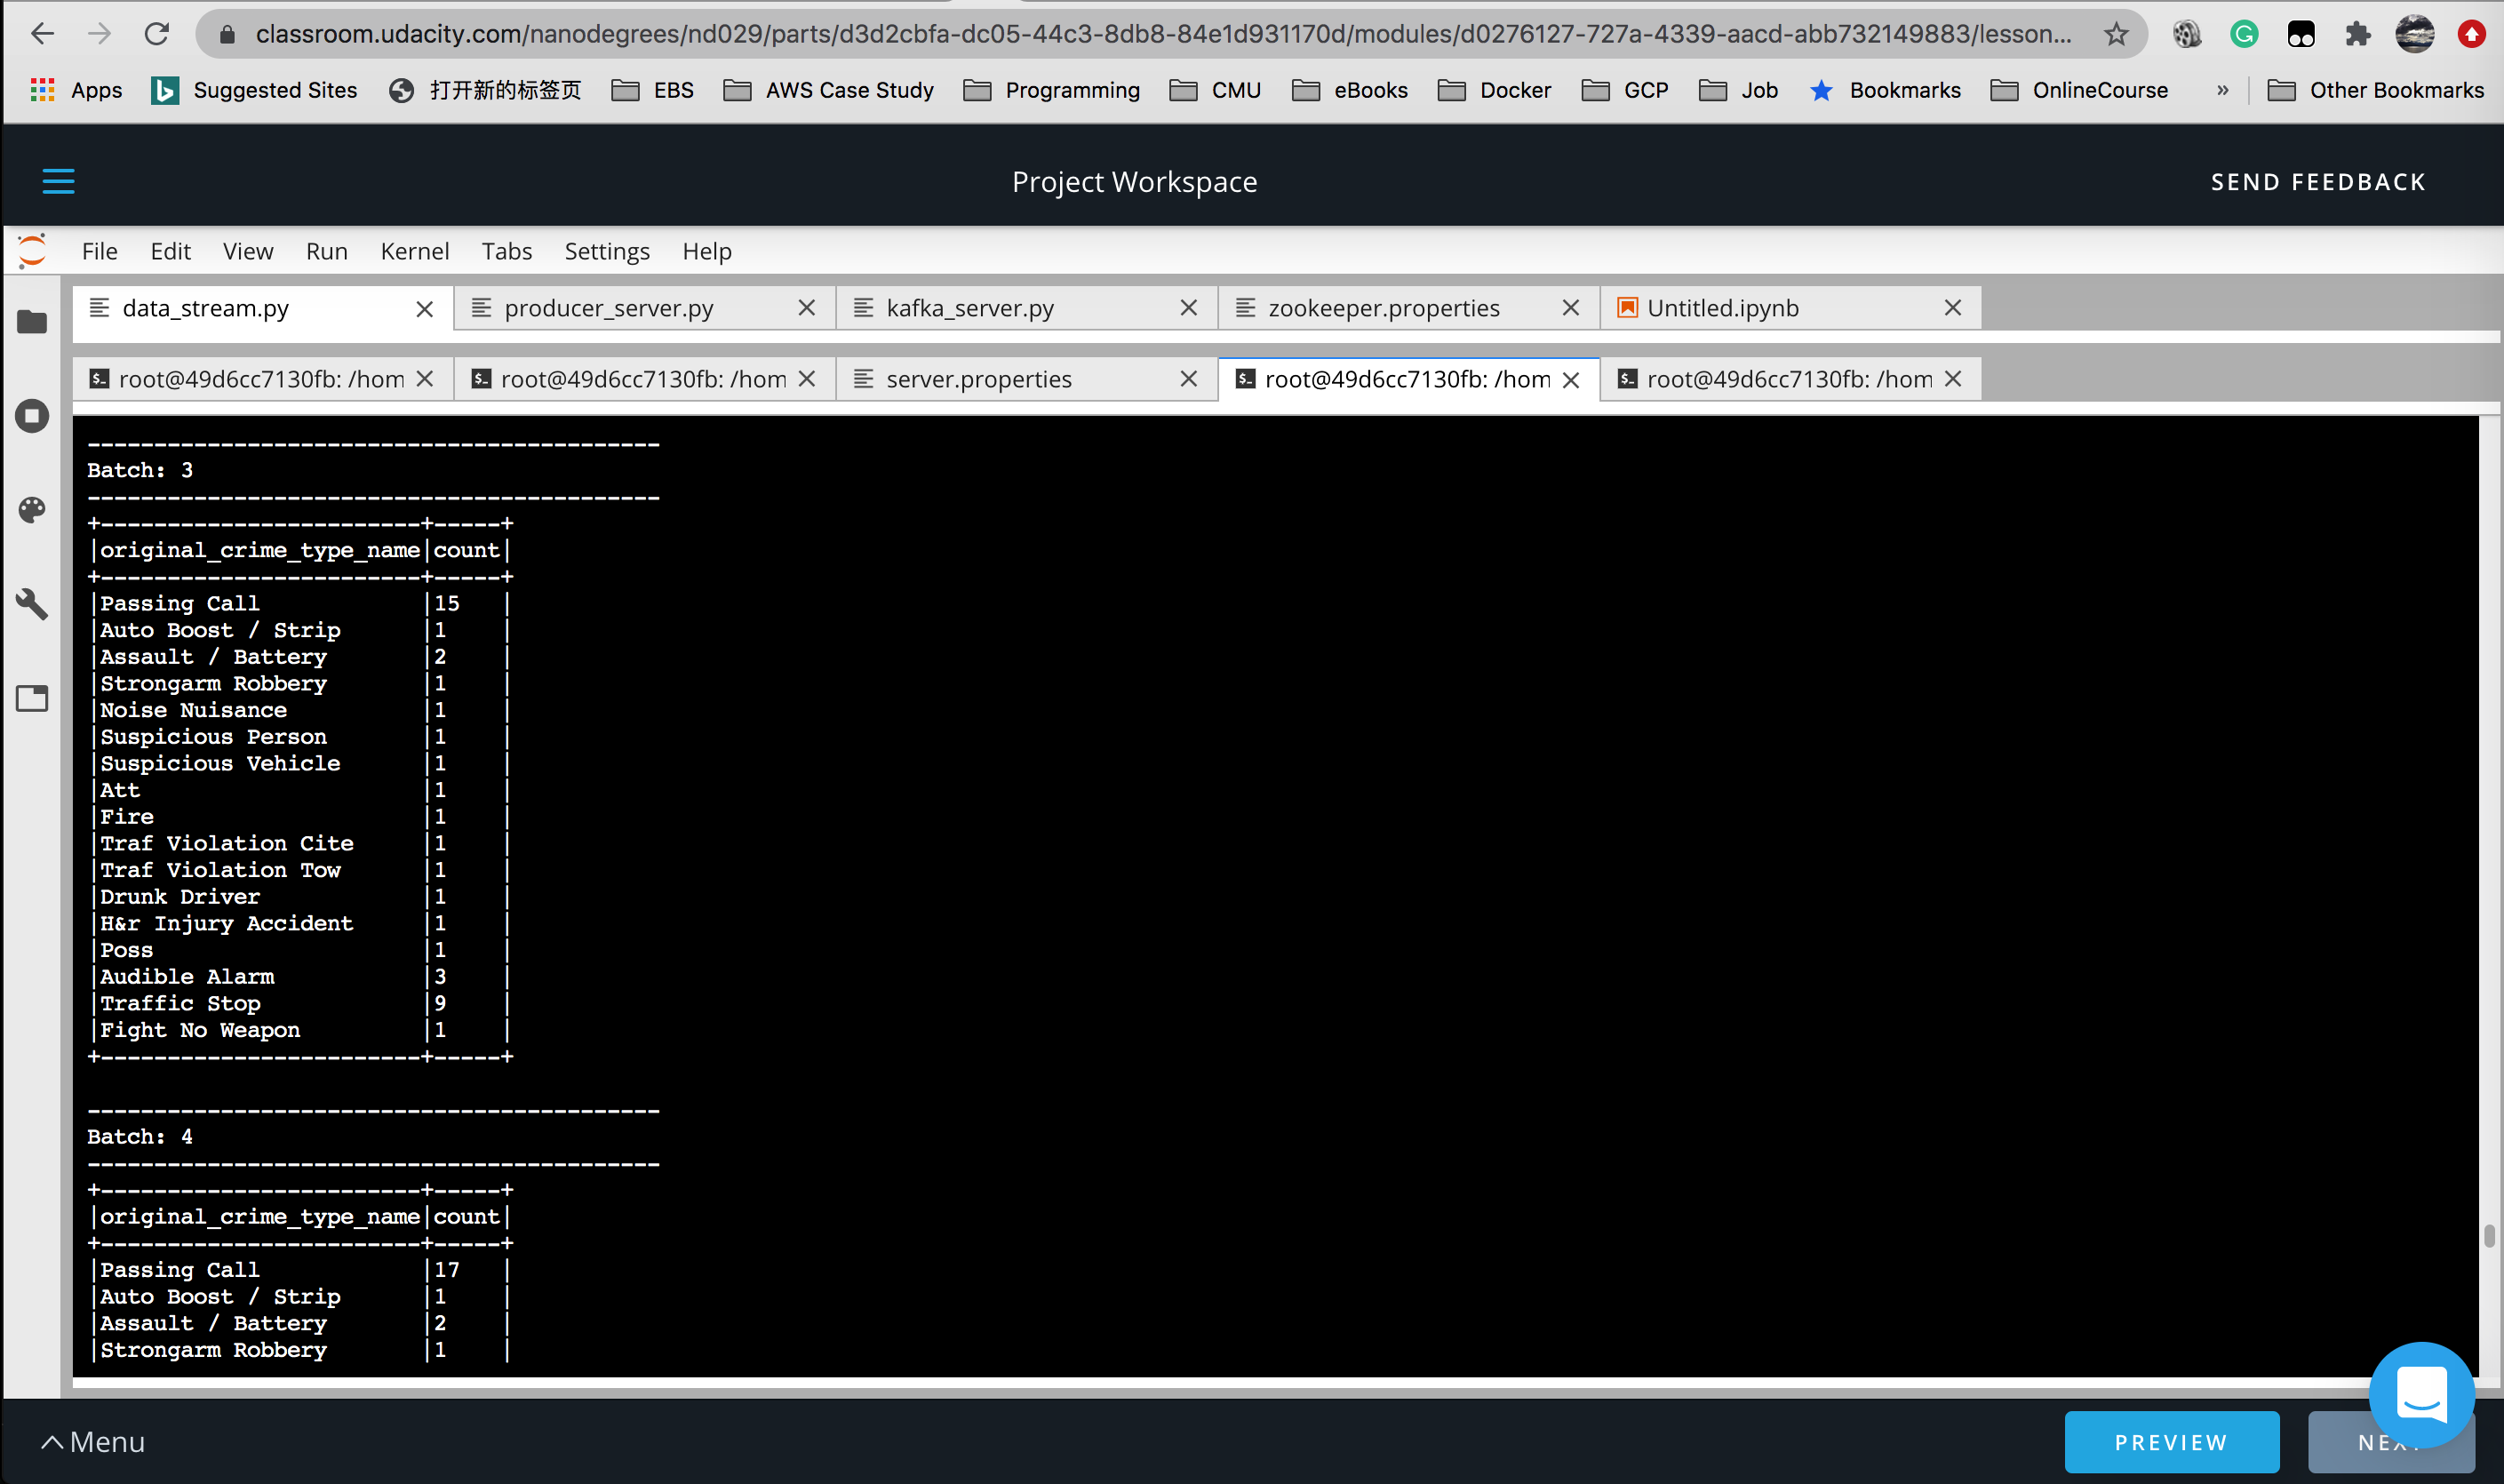 classroom.udacity.com/nanodegrees/nd029/parts/d3d2cbfa-dc05-44c3-8db8-84e1d931170d/modules/d0276127-727a-4339-aacd-abb732149883/lesson...
Apps Suggested Sites 打开新的标签页 EBS AWS Case Study Programming CMU eBooks Docker GCP Job Bookmarks OnlineCourse » Other Bookmarks
Project Workspace SEND FEEDBACK
File Edit View Run Kernel Tabs Settings Help
data_stream.py producer_server.py kafka_server.py zookeeper.properties Untitled.ipynb
root@49d6cc7130fb: /hom root@49d6cc7130fb: /hom server.properties root@49d6cc7130fb: /hom root@49d6cc7130fb: /hom
-------------------------------------------
Batch: 3
-------------------------------------------
+------------------------+-----+
|original_crime_type_name|count|
+------------------------+-----+
|Passing Call            |15   |
|Auto Boost / Strip      |1    |
|Assault / Battery       |2    |
|Strongarm Robbery       |1    |
|Noise Nuisance          |1    |
|Suspicious Person       |1    |
|Suspicious Vehicle      |1    |
|Att                     |1    |
|Fire                    |1    |
|Traf Violation Cite     |1    |
|Traf Violation Tow      |1    |
|Drunk Driver            |1    |
|H&r Injury Accident     |1    |
|Poss                    |1    |
|Audible Alarm           |3    |
|Traffic Stop            |9    |
|Fight No Weapon         |1    |
+------------------------+-----+
-------------------------------------------
Batch: 4
-------------------------------------------
+------------------------+-----+
|original_crime_type_name|count|
+------------------------+-----+
|Passing Call            |17   |
|Auto Boost / Strip      |1    |
|Assault / Battery       |2    |
|Strongarm Robbery       |1    |
Menu PREVIEW